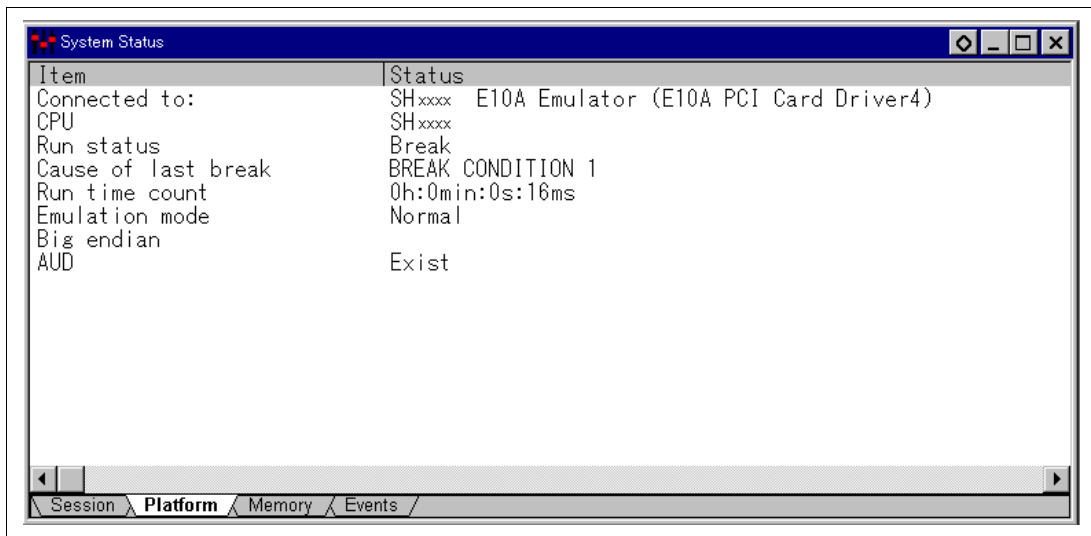 System Status
Item Status
Connected to: SHxxxx E10A Emulator (E10A PCI Card Driver4)
CPU SHxxxx
Run status Break
Cause of last break BREAK CONDITION 1
Run time count 0h:0min:0s:16ms
Emulation mode Normal
Big endian
AUD Exist
Session Platform Memory Events